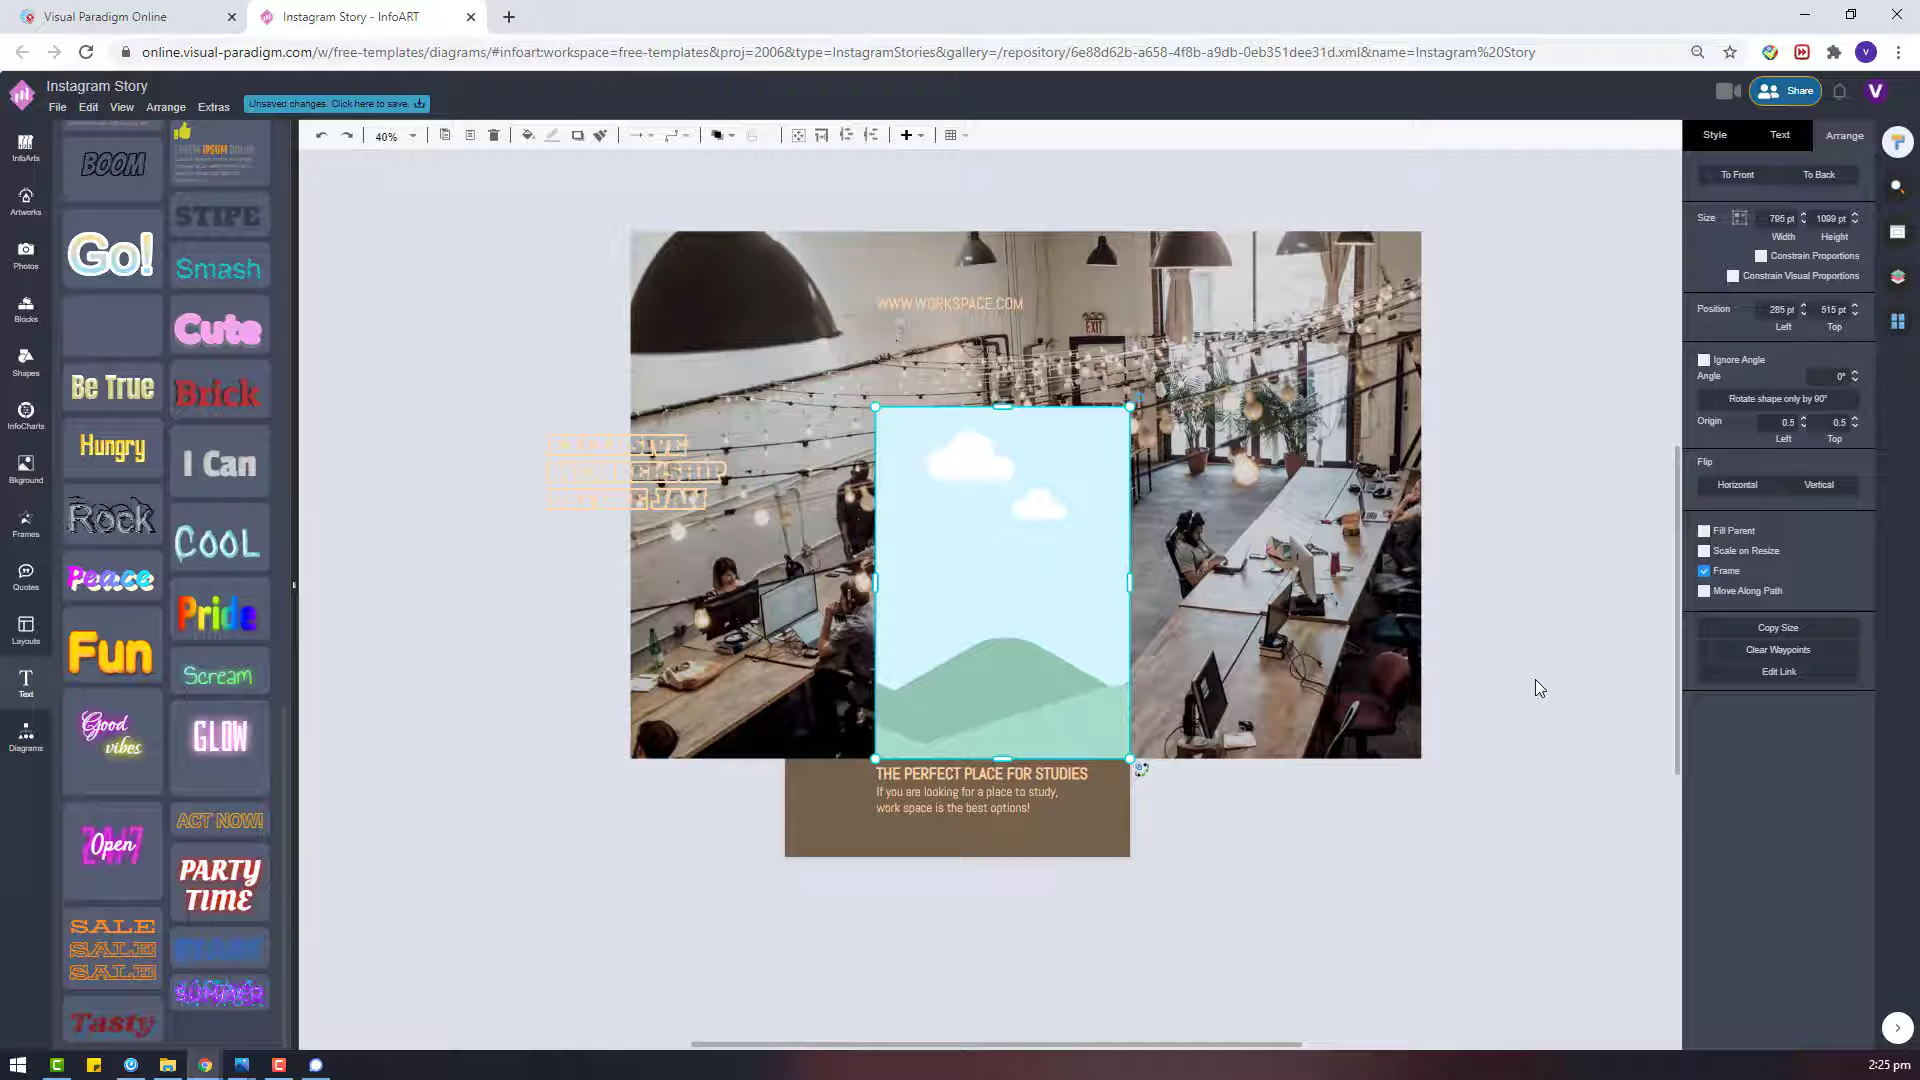 Visual Paradigm Online
Instagram Story - InfoART
online.visual-paradigm.com/w/free-templates/diagrams/#infoart:workspace=free-templates&proj=2006&type=InstagramStories&gallery=/repository/6e88d62b-a658-4f8b-a9db-0eb351dee31d.xml&name=Instagram%20Story
V
Instagram Story
File Edit View Arrange Extras
Unsaved changes. Click here to save.
Share
V
InfoArts
Artworks
Photos
Blocks
Shapes
InfoCharts
Bkground
Frames
Quotes
Layouts
Text
Diagrams
BOOM
LOREM IPSUM DOLOR
STIPE
Go!
Smash
Cute
Be True
Brick
Hungry
I Can
Rock
COOL
Peace
Pride
Fun
Scream
Good
vibes
GLOW
24/7
Open
ACT NOW!
PARTY
TIME
SALE
SALE
SALE
SUMMER
Tasty
40%
WWW.WORKSPACE.COM
EXIT
JAM
THE PERFECT PLACE FOR STUDIES
If you are looking for a place to study,
work space is the best options!
Style Text Arrange
To Front To Back
Size 795 pt 1099 pt
Width Height
Constrain Proportions
Constrain Visual Proportions
Position 285 pt 515 pt
Left Top
Ignore Angle
Angle 0°
Rotate shape only by 90°
Origin 0.5 0.5
Left Top
Flip
Horizontal Vertical
Fill Parent
Scale on Resize
Frame
Move Along Path
Copy Size
Clear Waypoints
Edit Link
2:25 pm